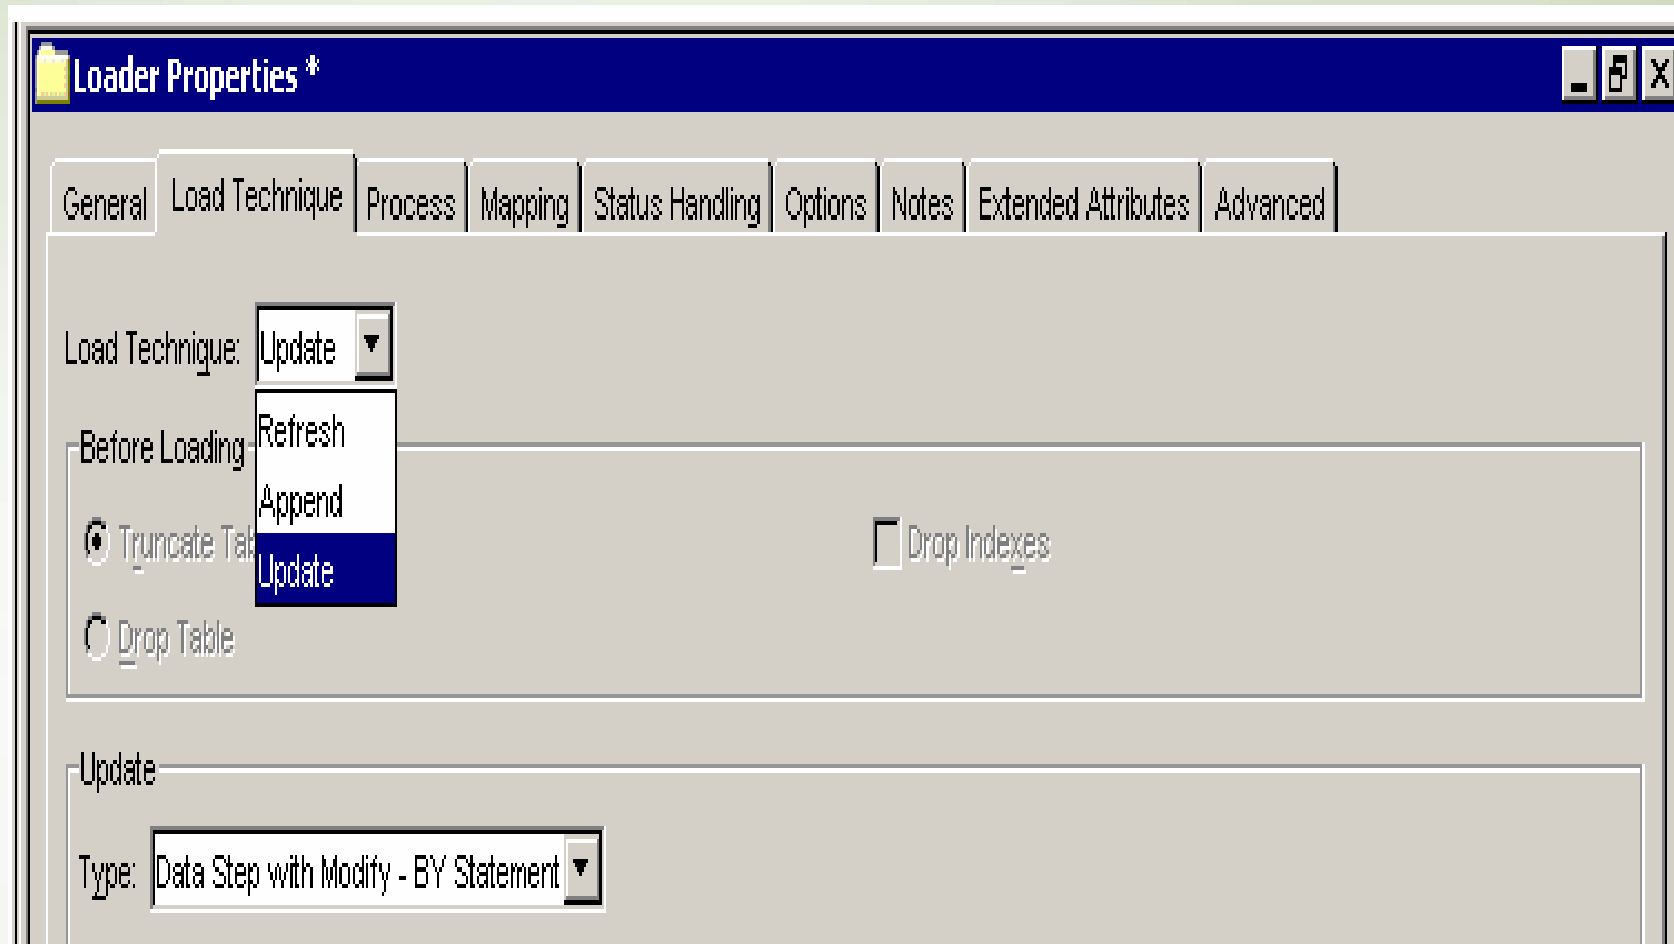 Loader Properties *
General Load Technique Process Mapping Status Handling Options Notes Extended Attributes Advanced
Load Technique: Update
Refresh
Before Loading
Append
Truncate Drop Indexes
Update
Drop Table
Update
Type: Data Step with Modify - BY Statement